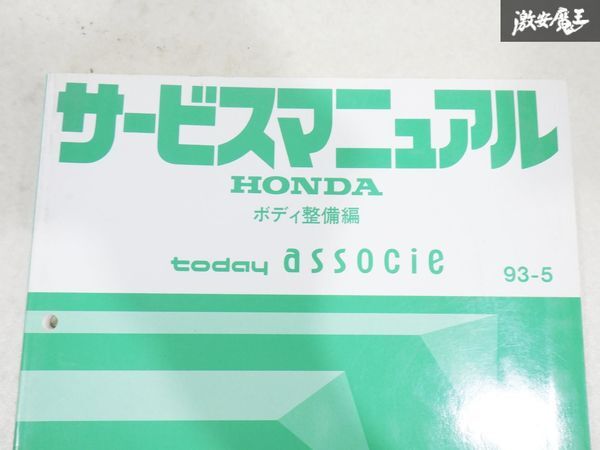 激安魔王
サービスマニュアル
HONDA
ボディ整備編
today associe
93-5